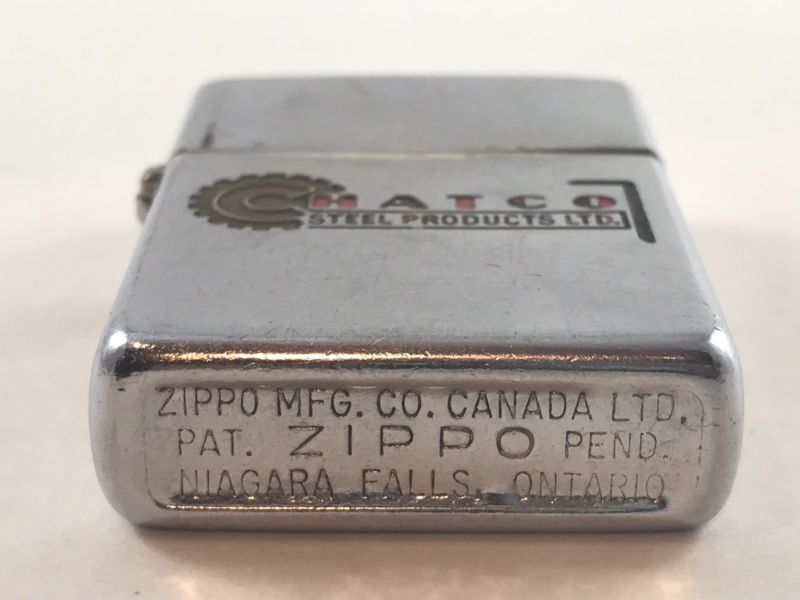 CHATCO
STEEL PRODUCTS LTD.
ZIPPO MFG. CO. CANADA LTD.
PAT. ZIPPO PEND.
NIAGARA FALLS, ONTARIO